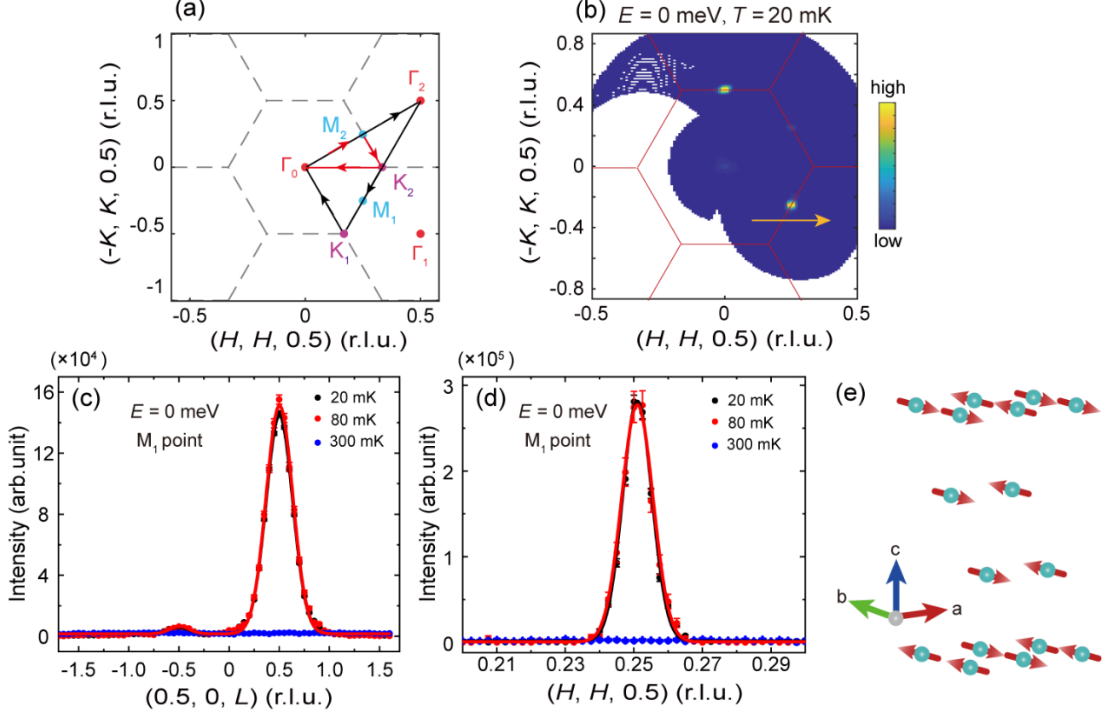 (a)
(-K, K, 0.5) (r.l.u.)
1
0.5
0
-0.5
-1
Γ₂
M₂
Γ₀
K₂
M₁
K₁
Γ₁
-0.5 0 0.5
(H, H, 0.5) (r.l.u.)
(b) E = 0 meV, T = 20 mK
(-K, K, 0.5) (r.l.u.)
0.8
0.4
0
-0.4
-0.8
-0.5 0 0.5
(H, H, 0.5) (r.l.u.)
high
low
(×10⁴)
(c)
Intensity (arb.unit)
16
12
8
4
0
E = 0 meV
M₁ point
20 mK
80 mK
300 mK
-1.5 -1.0 -0.5 0 0.5 1.0 1.5
(0.5, 0, L) (r.l.u.)
(×10⁵)
(d)
Intensity (arb.unit)
3
2
1
0
E = 0 meV
M₁ point
20 mK
80 mK
300 mK
0.21 0.23 0.25 0.27 0.29
(H, H, 0.5) (r.l.u.)
(e)
c
b
a